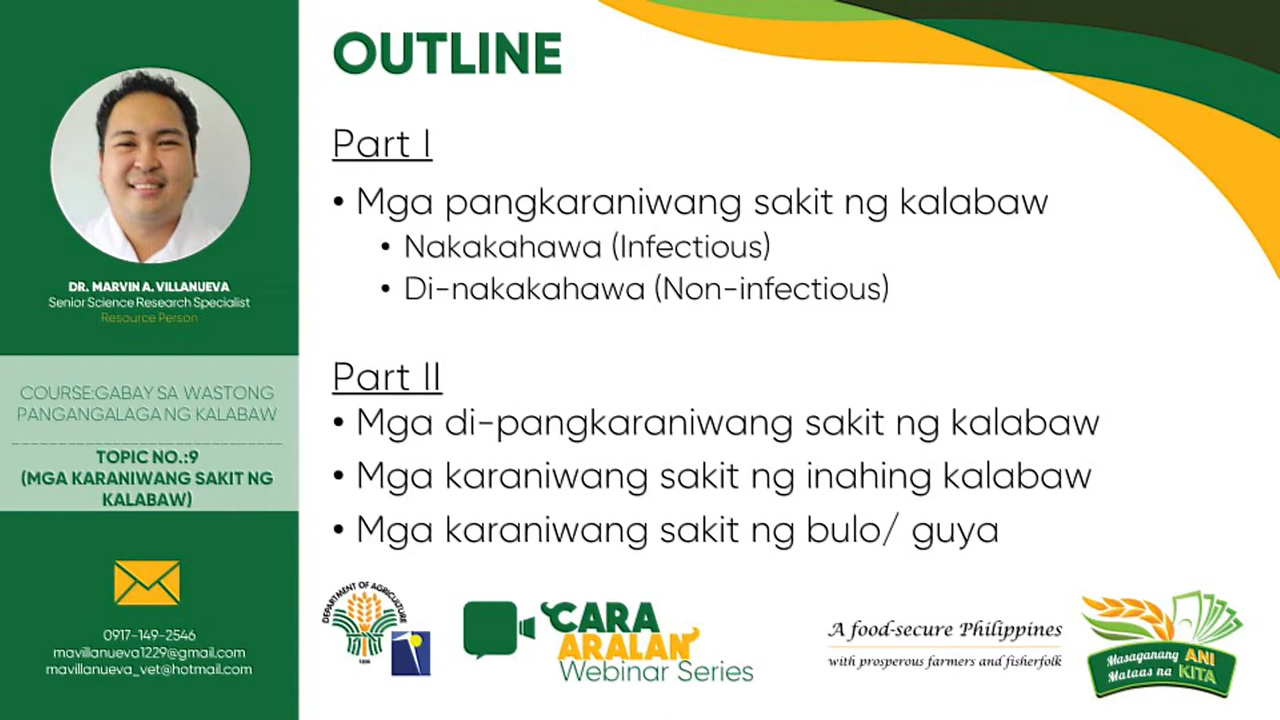 OUTLINE
Part I
• Mga pangkaraniwang sakit ng kalabaw
• Nakakahawa (Infectious)
• Di-nakakahawa (Non-infectious)
Part II
• Mga di-pangkaraniwang sakit ng kalabaw
• Mga karaniwang sakit ng inahing kalabaw
• Mga karaniwang sakit ng bulo/ guya
DR. MARVIN A. VILLANUEVA
Senior Science Research Specialist
Resource Person
COURSE:GABAY SA WASTONG
PANGANGALAGA NG KALABAW
TOPIC NO.:9
(MGA KARANIWANG SAKIT NG
KALABAW)
0917-149-2546
mavillanueva1229@gmail.com
mavillanueva_vet@hotmail.com
DEPARTMENT OF AGRICULTURE
1898
CARA
ARALAN
Webinar Series
A food-secure Philippines
with prosperous farmers and fisherfolk
Masaganang ANI
Mataas na KITA